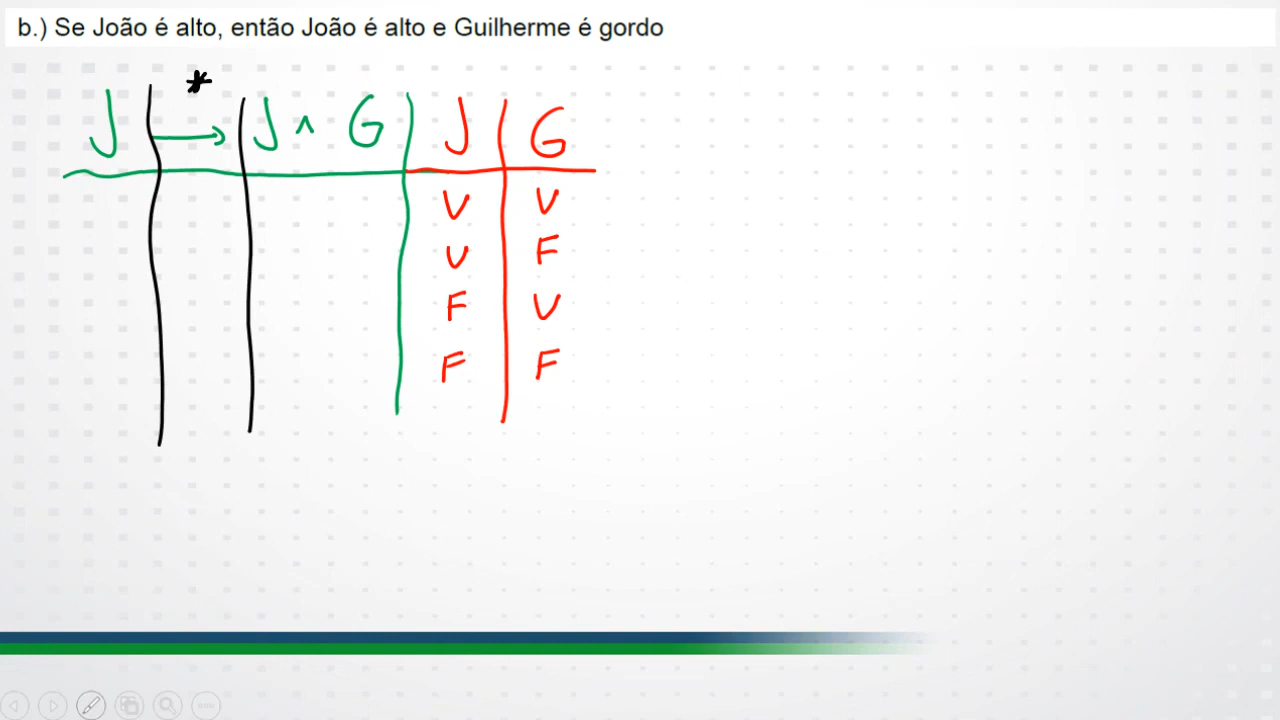 b.) Se João é alto, então João é alto e Guilherme é gordo
*
J → J ∧ G J G
V V
V F
F V
F F